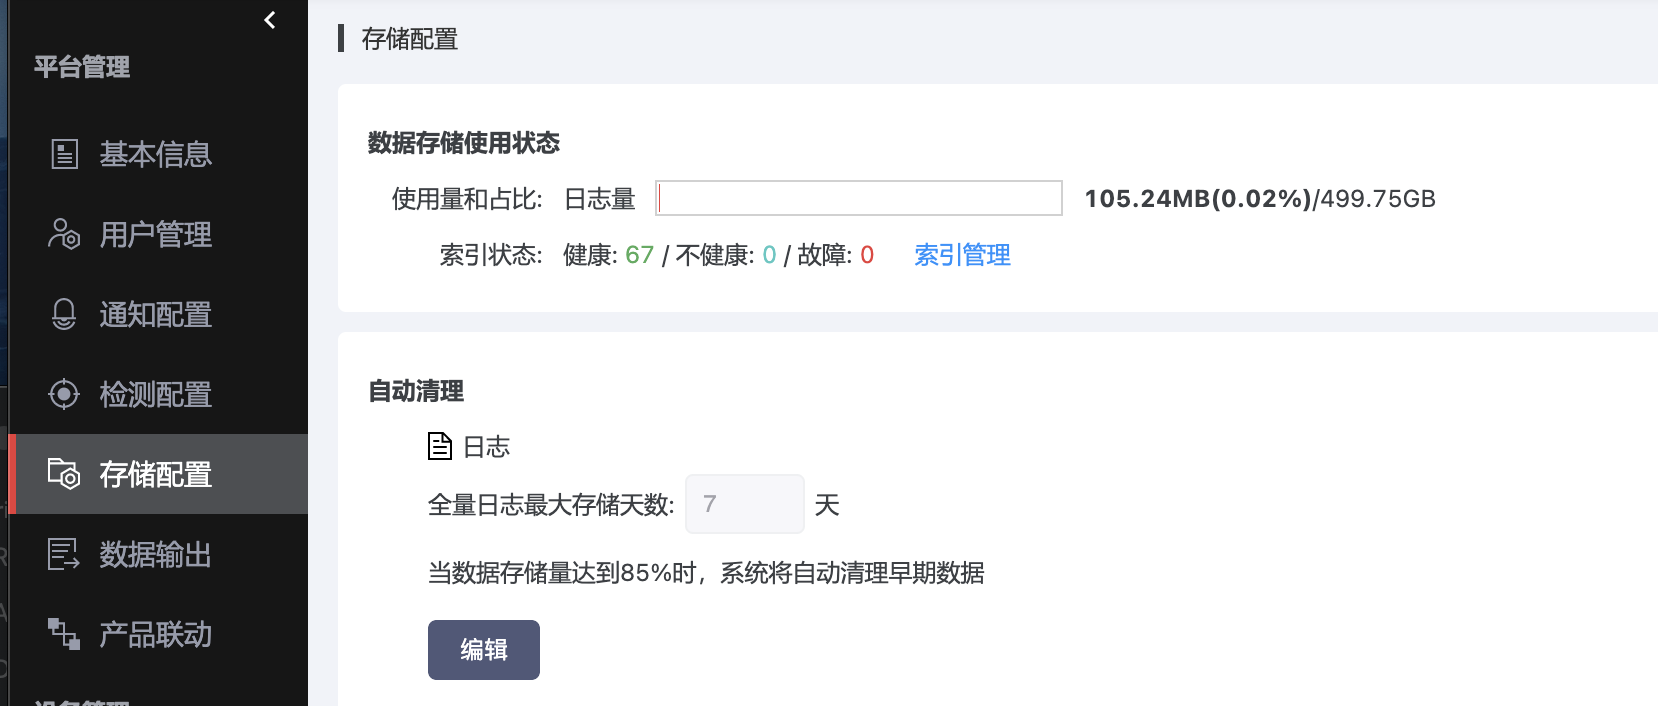 平台管理
基本信息
用户管理
通知配置
检测配置
存储配置
数据输出
产品联动
存储配置
数据存储使用状态
使用量和占比: 日志量 105.24MB(0.02%)/499.75GB
索引状态: 健康: 67 / 不健康: 0 / 故障: 0 索引管理
自动清理
日志
全量日志最大存储天数: 7 天
当数据存储量达到85%时，系统将自动清理早期数据
编辑